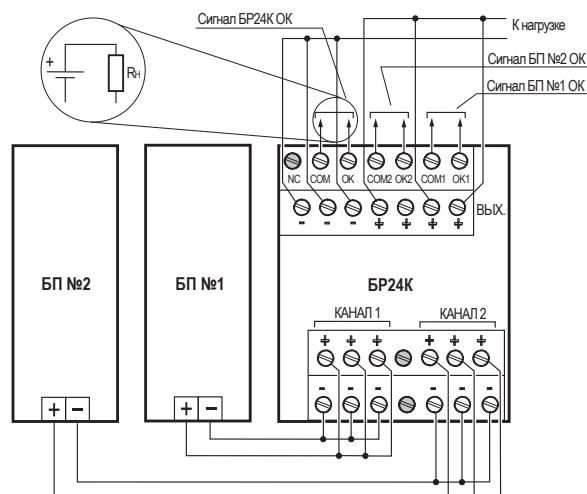 Сигнал БР24К ОК
К нагрузке
Сигнал БП №2 ОК
Сигнал БП №1 ОК
+
Rн
NC COM OK COM2 OK2 COM1 OK1
- - - + + + + ВЫХ.
БП №2 БП №1 БР24К
КАНАЛ 1 КАНАЛ 2
+ + + + + +
- - - - - -
+ - + -